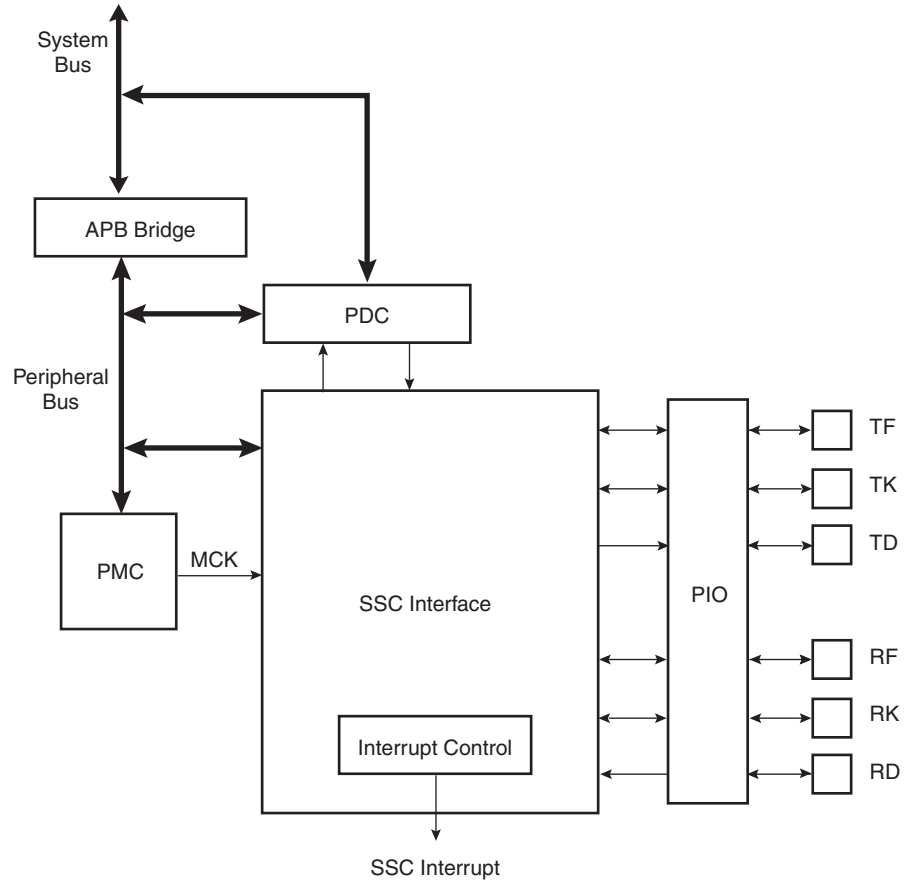 System
Bus
APB Bridge
PDC
Peripheral
Bus
TF
TK
PMC
MCK
TD
SSC Interface
PIO
RF
RK
Interrupt Control
RD
SSC Interrupt